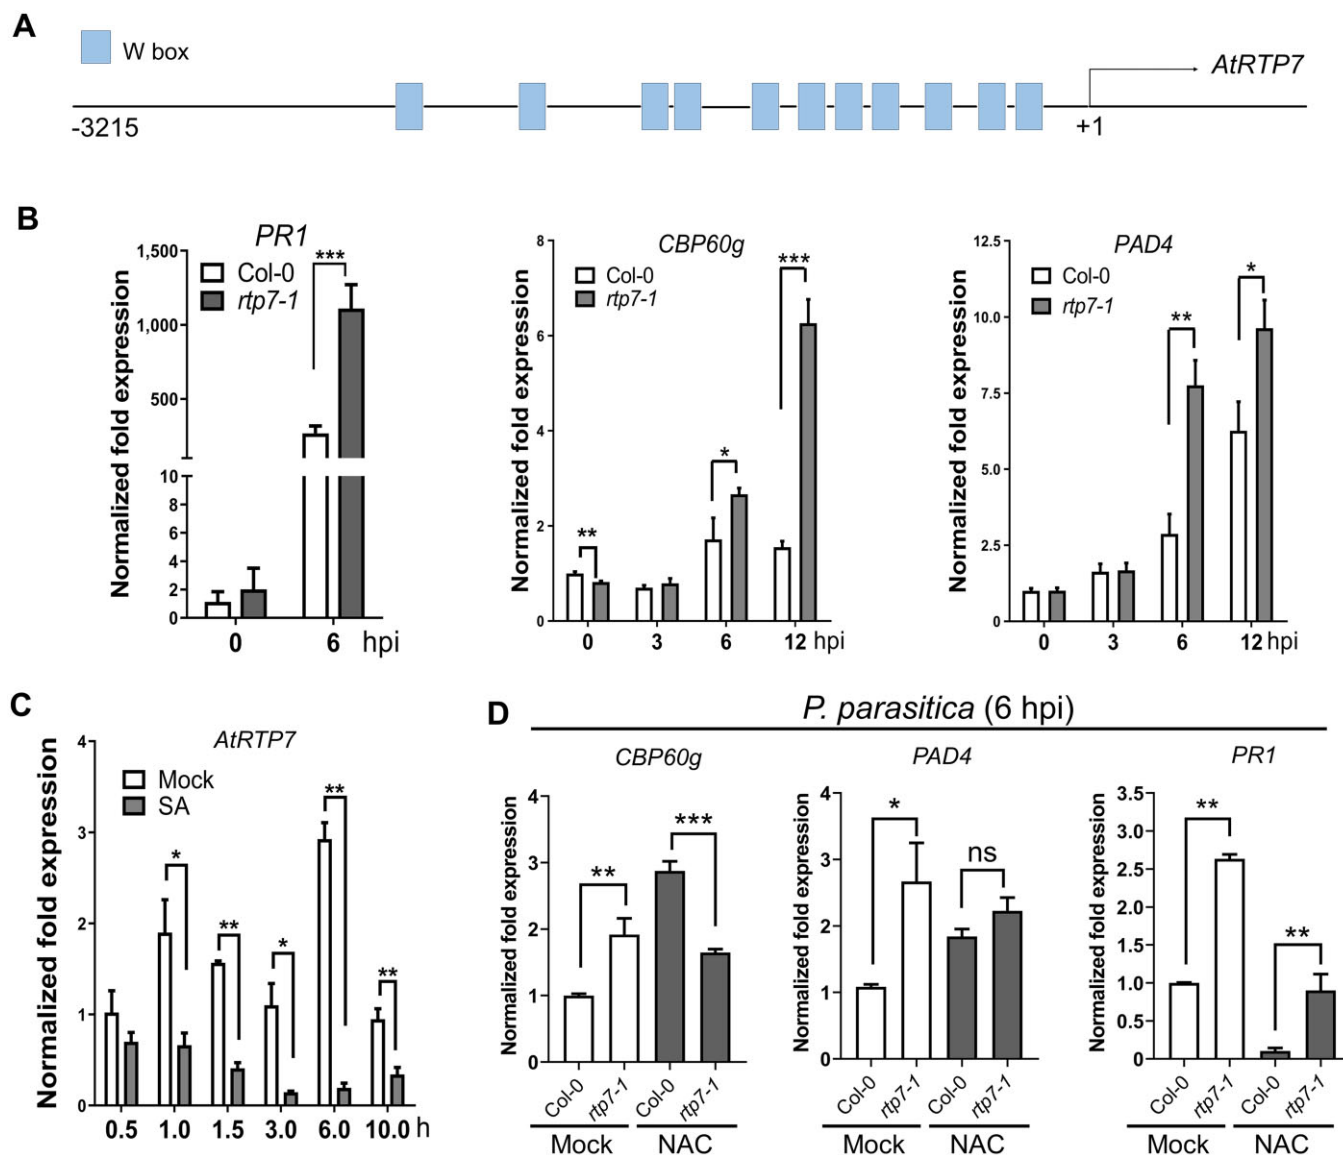 A
W box
AtRTP7
-3215
+1
B
PR1
Col-0
rtp7-1
***
Normalized fold expression
1,500
1,000
500
10
8
6
4
2
0
0 6 hpi
CBP60g
Col-0
rtp7-1
** * ***
Normalized fold expression
8
6
4
2
0
0 3 6 12 hpi
PAD4
Col-0
rtp7-1
** *
Normalized fold expression
12.5
10.0
7.5
5.0
2.5
0
0 3 6 12 hpi
C
AtRTP7
Mock
SA
* ** * ** **
Normalized fold expression
4
3
2
1
0
0.5 1.0 1.5 3.0 6.0 10.0 h
D
P. parasitica (6 hpi)
CBP60g
** ***
Normalized fold expression
4
3
2
1
0
Col-0 rtp7-1 Col-0 rtp7-1
Mock NAC
PAD4
* ns
Normalized fold expression
4
3
2
1
0
Col-0 rtp7-1 Col-0 rtp7-1
Mock NAC
PR1
** **
Normalized fold expression
3.5
3.0
2.5
2.0
1.5
1.0
0.5
0
Col-0 rtp7-1 Col-0 rtp7-1
Mock NAC